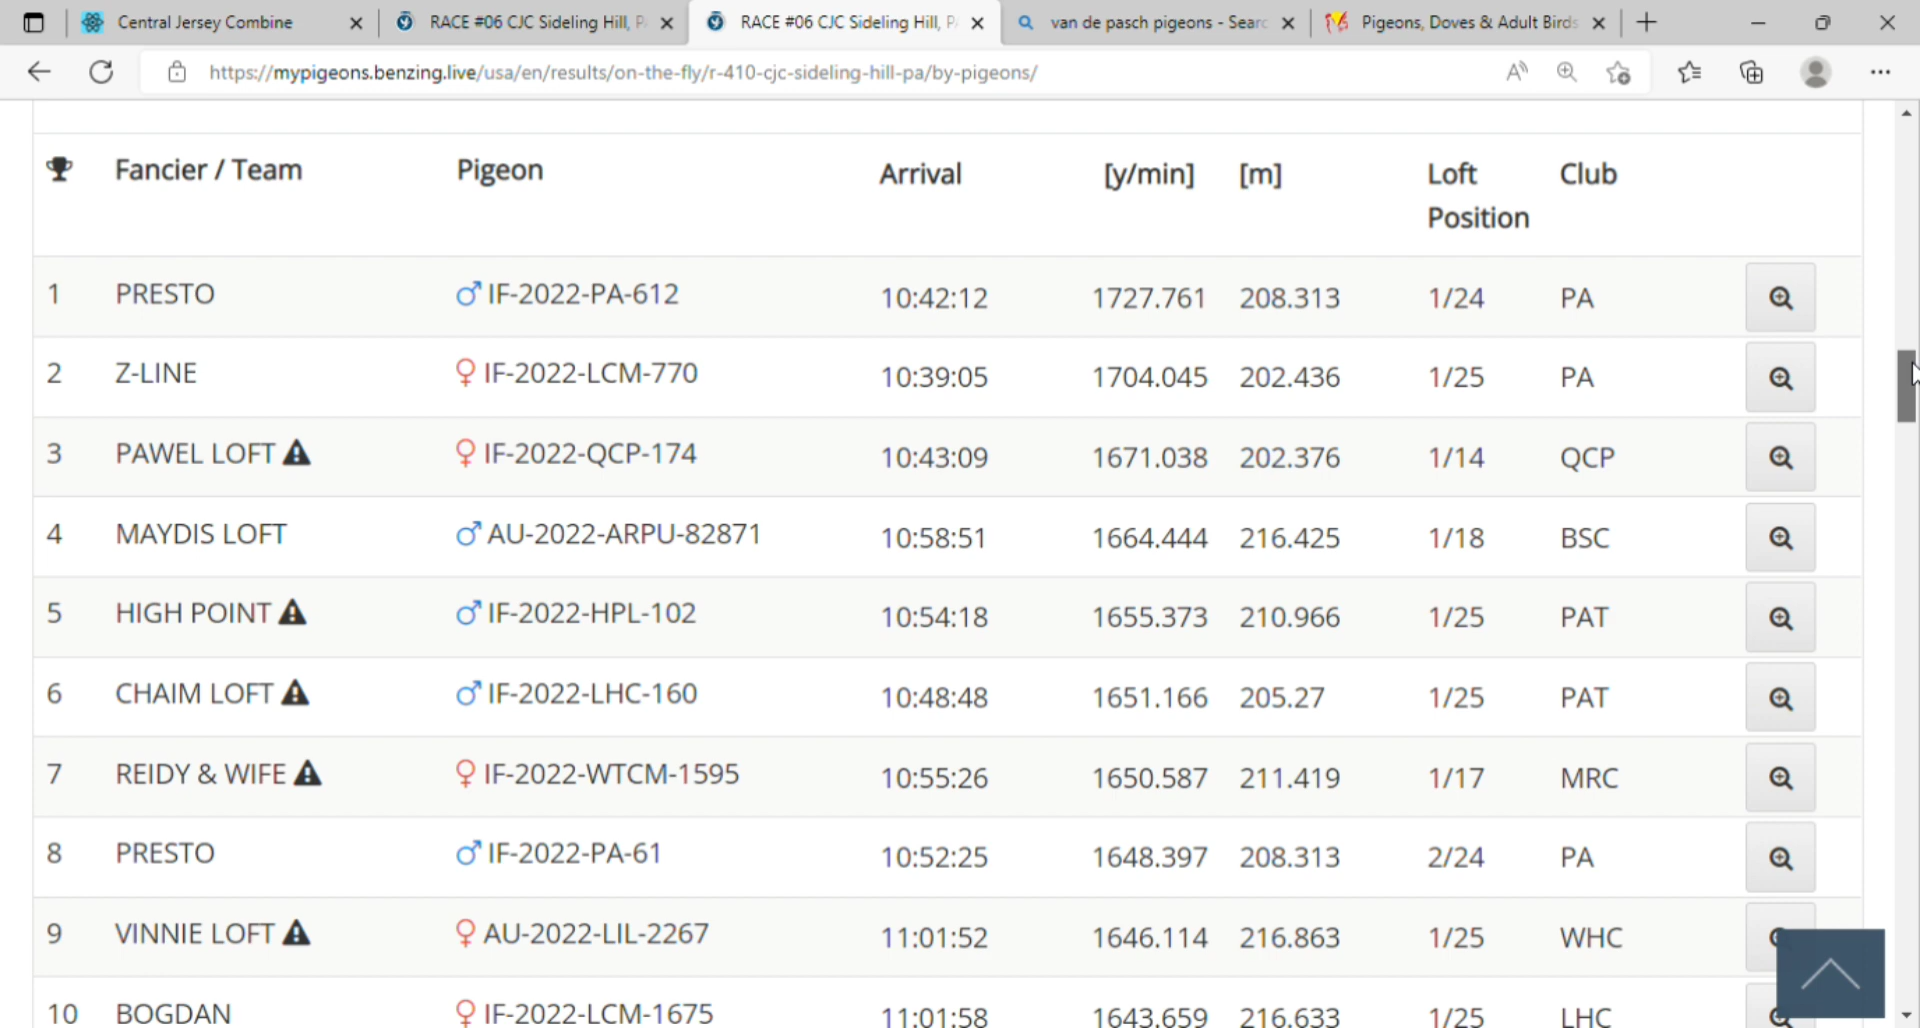 Central Jersey Combine
RACE #06 CJC Sideling Hill, P
RACE #06 CJC Sideling Hill, P
van de pasch pigeons - Searc
Pigeons, Doves & Adult Birds
https://mypigeons.benzing.live/usa/en/results/on-the-fly/r-410-cjc-sideling-hill-pa/by-pigeons/
Fancier / Team Pigeon Arrival [y/min] [m] Loft Position Club
1 PRESTO ♂ IF-2022-PA-612 10:42:12 1727.761 208.313 1/24 PA
2 Z-LINE ♀ IF-2022-LCM-770 10:39:05 1704.045 202.436 1/25 PA
3 PAWEL LOFT ♀ IF-2022-QCP-174 10:43:09 1671.038 202.376 1/14 QCP
4 MAYDIS LOFT ♂ AU-2022-ARPU-82871 10:58:51 1664.444 216.425 1/18 BSC
5 HIGH POINT ♂ IF-2022-HPL-102 10:54:18 1655.373 210.966 1/25 PAT
6 CHAIM LOFT ♂ IF-2022-LHC-160 10:48:48 1651.166 205.27 1/25 PAT
7 REIDY & WIFE ♀ IF-2022-WTCM-1595 10:55:26 1650.587 211.419 1/17 MRC
8 PRESTO ♂ IF-2022-PA-61 10:52:25 1648.397 208.313 2/24 PA
9 VINNIE LOFT ♀ AU-2022-LIL-2267 11:01:52 1646.114 216.863 1/25 WHC
10 BOGDAN ♀ IF-2022-LCM-1675 11:01:58 1643.659 216.633 1/25 LHC